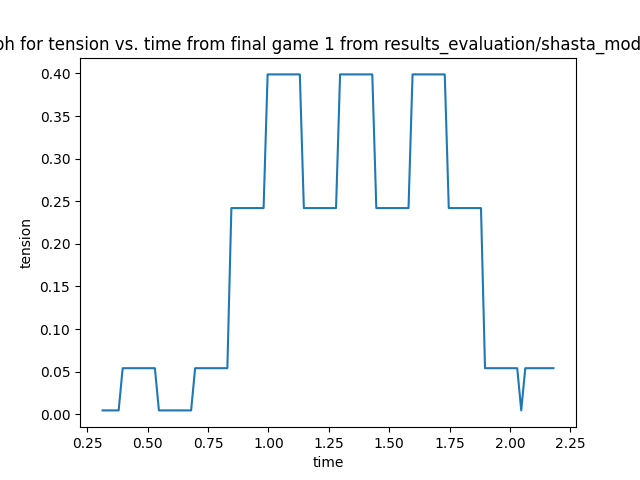 ph for tension vs. time from final game 1 from results_evaluation/shasta_mod
0.40
0.35
0.30
0.25
0.20
0.15
0.10
0.05
0.00
tension
0.25 0.50 0.75 1.00 1.25 1.50 1.75 2.00 2.25
time